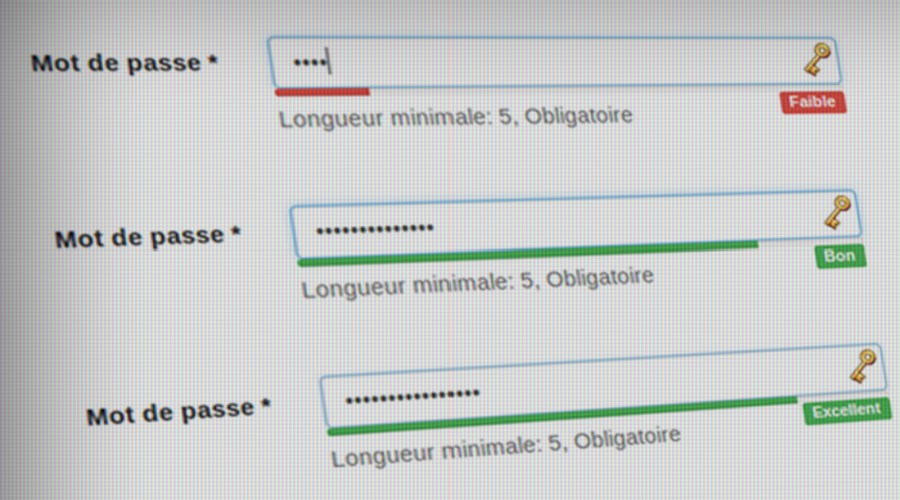 Mot de passe *
••••
Faible
Longueur minimale: 5, Obligatoire
Mot de passe *
••••••••••••••
Bon
Longueur minimale: 5, Obligatoire
Mot de passe *
••••••••••••••••
Excellent
Longueur minimale: 5, Obligatoire